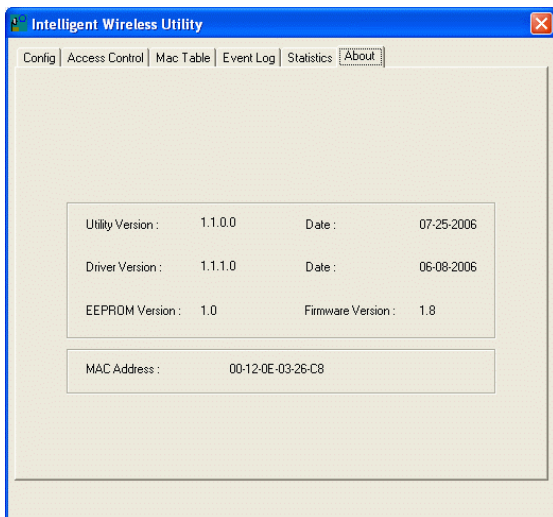 Intelligent Wireless Utility
Config Access Control Mac Table Event Log Statistics About
Utility Version : 1.1.0.0 Date : 07-25-2006
Driver Version : 1.1.1.0 Date : 06-08-2006
EEPROM Version : 1.0 Firmware Version : 1.8
MAC Address : 00-12-0E-03-26-C8